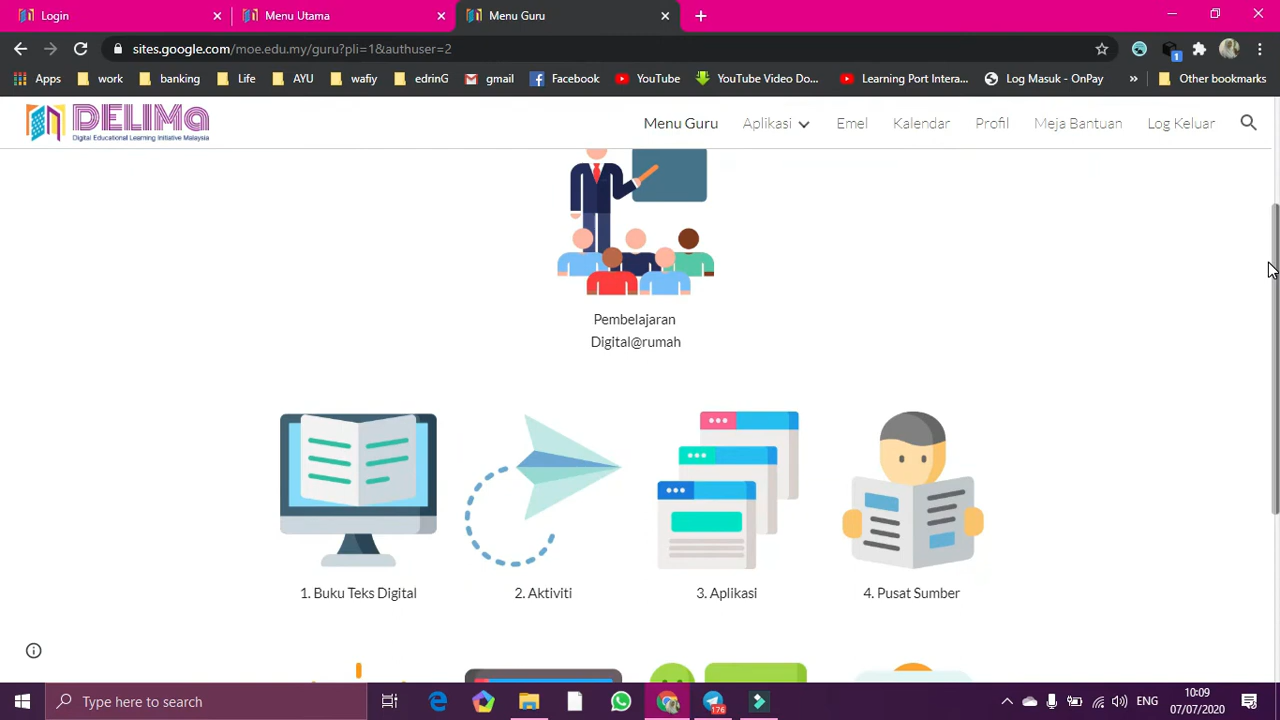 Login
Menu Utama
Menu Guru
sites.google.com/moe.edu.my/guru?pli=1&authuser=2
1
Apps work banking Life AYU wafiy edrinG gmail Facebook YouTube YouTube Video Do... Learning Port Intera... Log Masuk - OnPay » Other bookmarks
DELIMa
Digital Educational Learning Initiative Malaysia
Menu Guru Aplikasi Emel Kalendar Profil Meja Bantuan Log Keluar
Pembelajaran
Digital@rumah
1. Buku Teks Digital
2. Aktiviti
3. Aplikasi
4. Pusat Sumber
Type here to search
176
ENG
10:09
07/07/2020